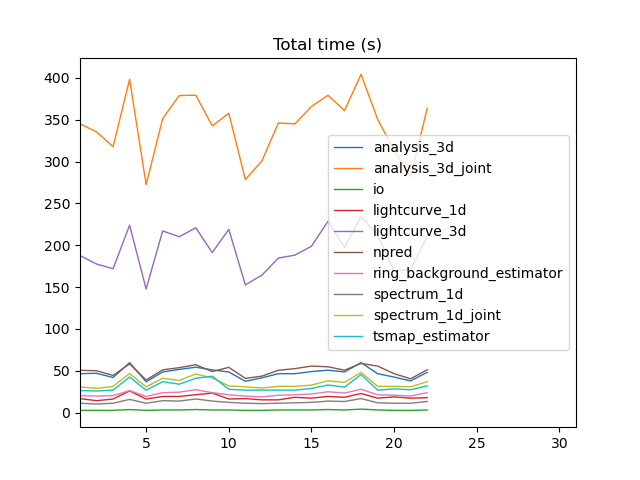 Total time (s)
400
350
300
250
200
150
100
50
0
5 10 15 20 25 30
analysis_3d
analysis_3d_joint
io
lightcurve_1d
lightcurve_3d
npred
ring_background_estimator
spectrum_1d
spectrum_1d_joint
tsmap_estimator